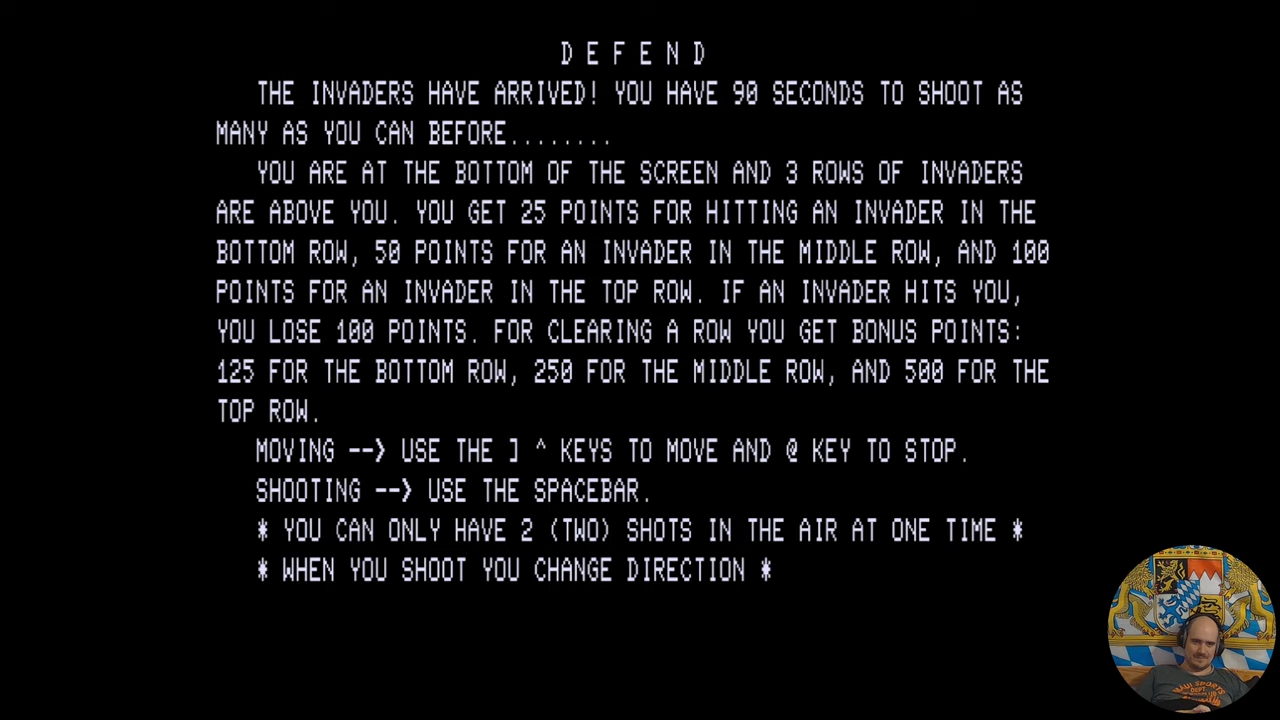 D E F E N D
THE INVADERS HAVE ARRIVED! YOU HAVE 90 SECONDS TO SHOOT AS
MANY AS YOU CAN BEFORE........
YOU ARE AT THE BOTTOM OF THE SCREEN AND 3 ROWS OF INVADERS
ARE ABOVE YOU. YOU GET 25 POINTS FOR HITTING AN INVADER IN THE
BOTTOM ROW, 50 POINTS FOR AN INVADER IN THE MIDDLE ROW, AND 100
POINTS FOR AN INVADER IN THE TOP ROW. IF AN INVADER HITS YOU,
YOU LOSE 100 POINTS. FOR CLEARING A ROW YOU GET BONUS POINTS:
125 FOR THE BOTTOM ROW, 250 FOR THE MIDDLE ROW, AND 500 FOR THE
TOP ROW.
MOVING --> USE THE ] ^ KEYS TO MOVE AND @ KEY TO STOP.
SHOOTING --> USE THE SPACEBAR.
* YOU CAN ONLY HAVE 2 (TWO) SHOTS IN THE AIR AT ONE TIME *
* WHEN YOU SHOOT YOU CHANGE DIRECTION *